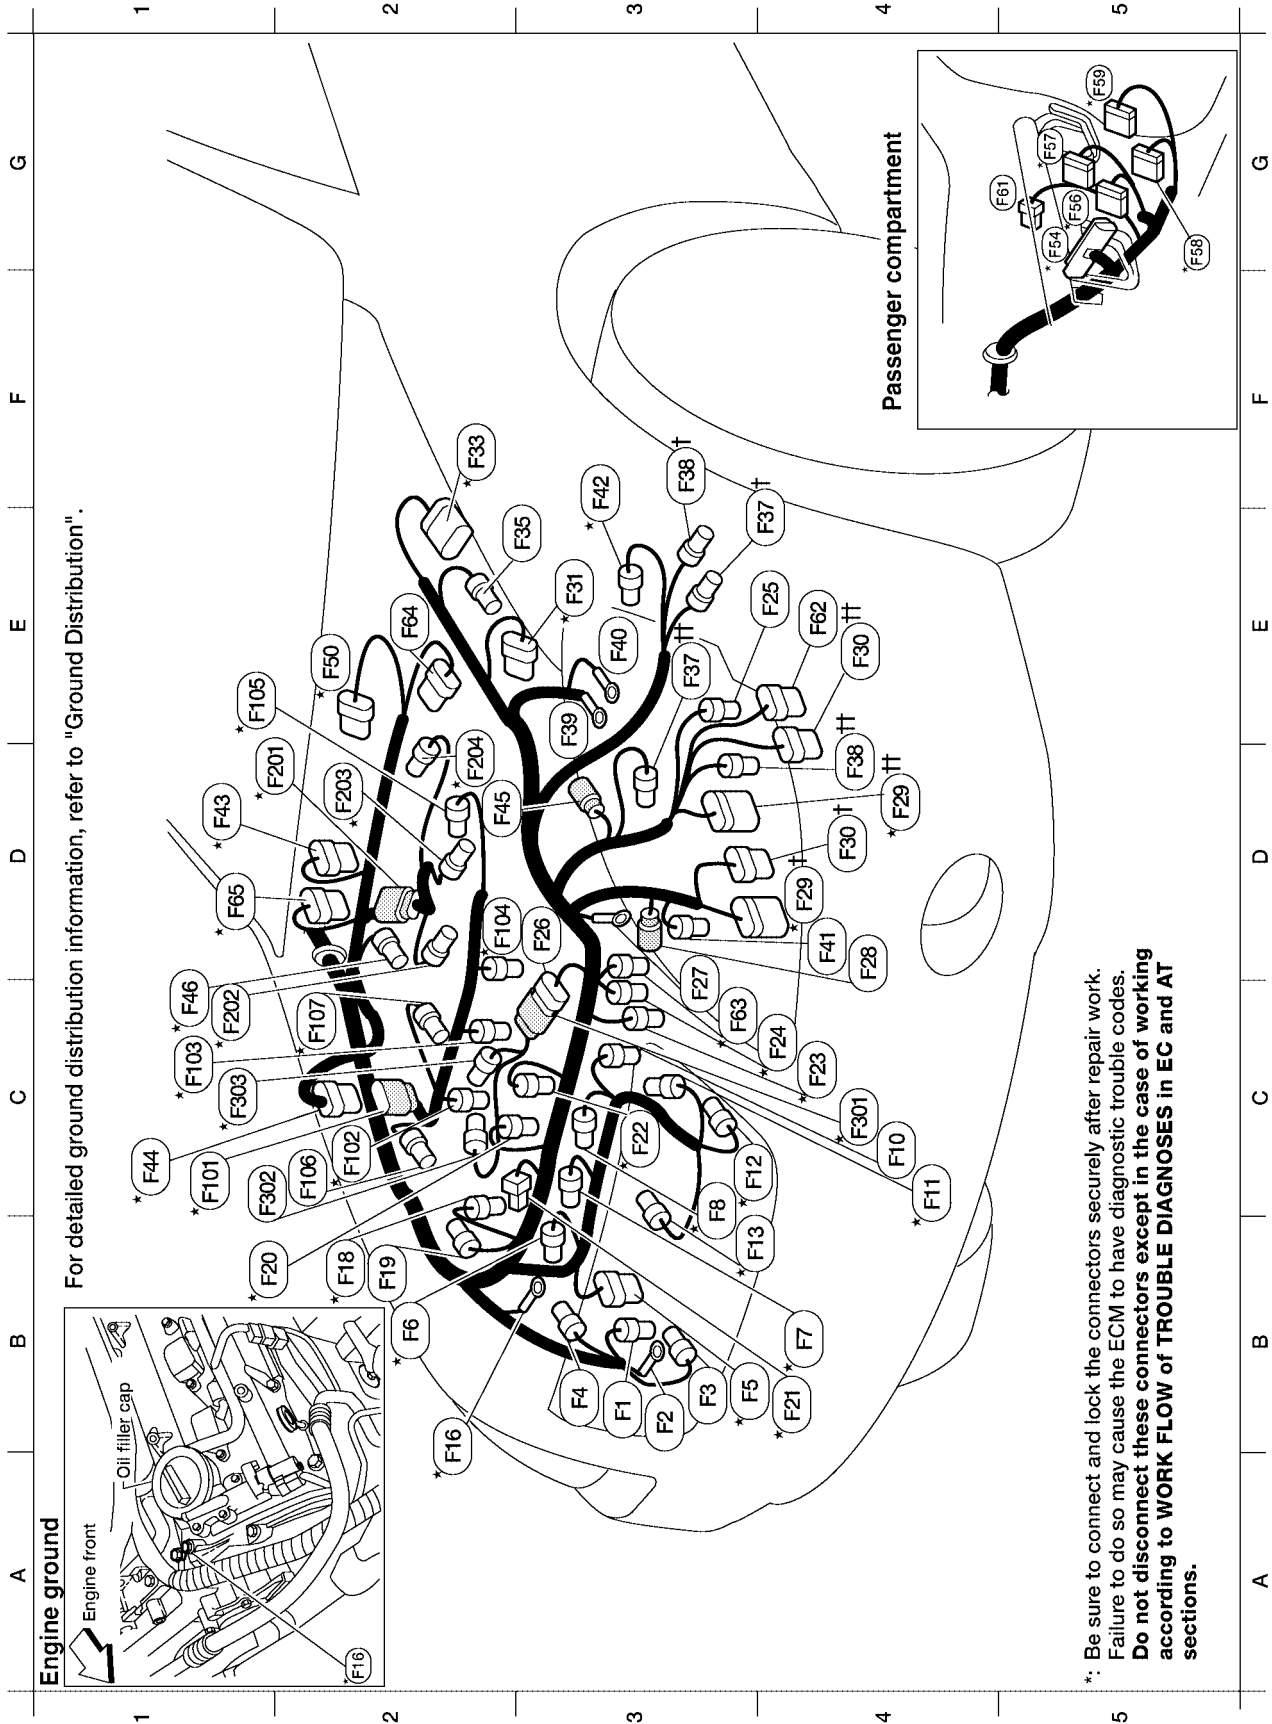 1
2
3
4
5
A
B
C
D
E
F
G
Engine ground
For detailed ground distribution information, refer to "Ground Distribution".
Engine front
Oil filler cap
*F16
*F44
*F101
F302
F106
*F102
*F20
*F18
F19
*F6
*F16
*F103
*F303
*F46
*F202
*F107
*F65
*F43
*F201
*F203
*F105
*F204
*F50
F64
*F33
F35
*F31
F40
F39
F45
*F104
F26
*F42
F38††
F37†
F37††
F25
F62
F30††
F38††
*F29††
F30†
*F29†
F41
F28
F27
*F63
*F24
*F23
*F301
F10
*F11
*F22
*F12
*F8
*F13
*F7
*F21
*F5
F3
F2
F1
F4
Passenger compartment
F61
*F54
*F56
*F57
*F59
*F58
*: Be sure to connect and lock the connectors securely after repair work.
Failure to do so may cause the ECM to have diagnostic trouble codes.
Do not disconnect these connectors except in the case of working
according to WORK FLOW of TROUBLE DIAGNOSES in EC and AT
sections.
A
B
C
D
E
F
G
1
2
3
4
5